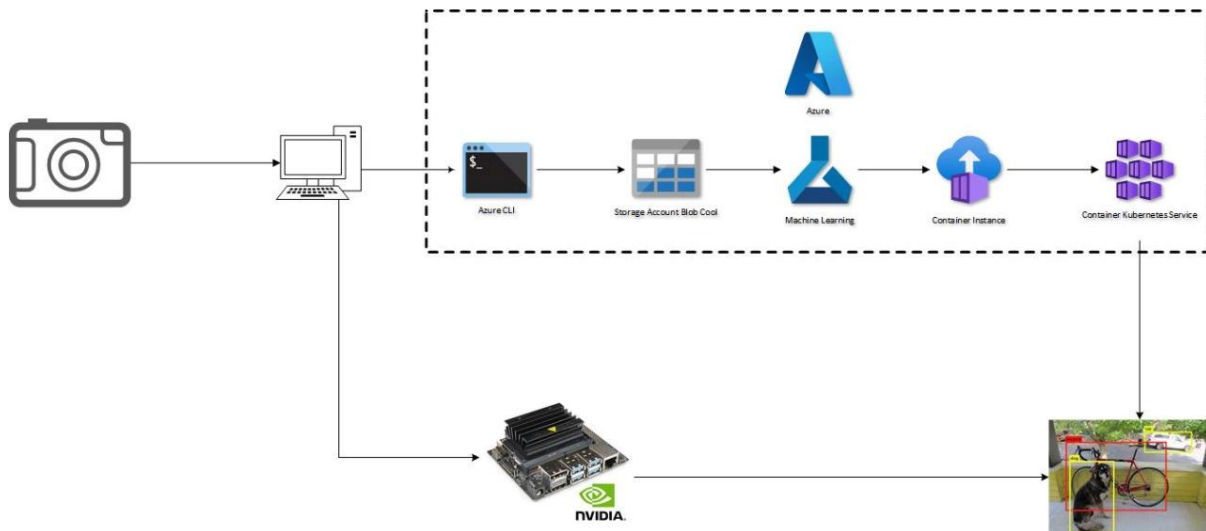 Azure
$_
Azure CLI
Storage Account Blob Cool
Machine Learning
Container Instance
Container Kubernetes Service
NVIDIA.